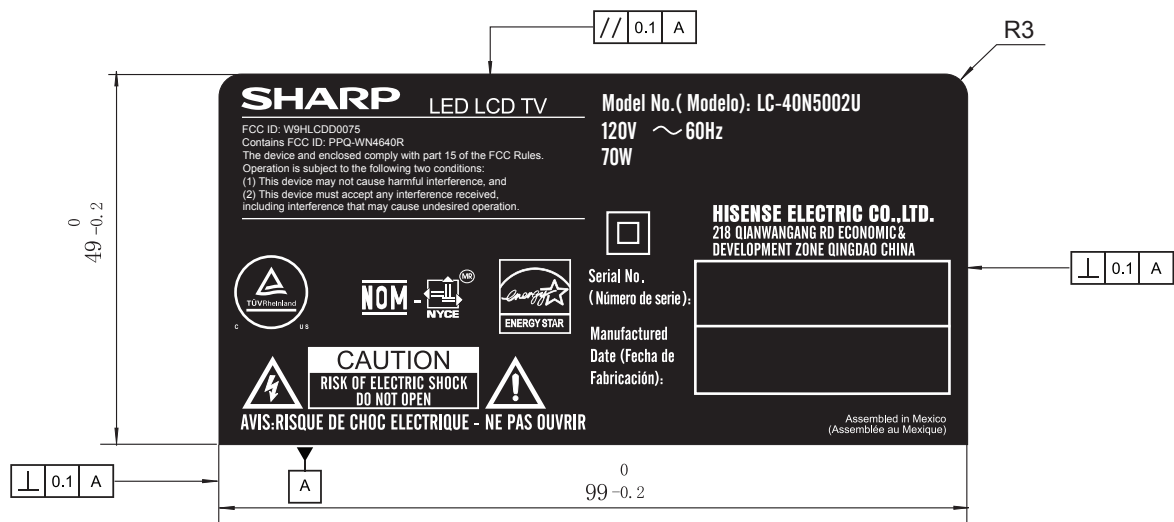 // 0.1 A
R3
SHARP LED LCD TV
FCC ID: W9HLCDD0075
Contains FCC ID: PPQ-WN4640R
The device and enclosed comply with part 15 of the FCC Rules.
Operation is subject to the following two conditions:
(1) This device may not cause harmful interference, and
(2) This device must accept any interference received,
including interference that may cause undesired operation.
Model No.( Modelo): LC-40N5002U
120V ～ 60Hz
70W
0
49 -0.2
HISENSE ELECTRIC CO.,LTD.
218 QIANWANGANG RD ECONOMIC &
DEVELOPMENT ZONE QINGDAO CHINA
⊥ 0.1 A
TÜVRheinland
C US
NOM - NYCE MR
energy
ENERGY STAR
Serial No.
( Número de serie):
Manufactured
Date (Fecha de
Fabricación):
CAUTION
RISK OF ELECTRIC SHOCK
DO NOT OPEN
AVIS:RISQUE DE CHOC ELECTRIQUE - NE PAS OUVRIR
Assembled in Mexico
(Assemblée au Mexique)
⊥ 0.1 A
A
0
99 -0.2